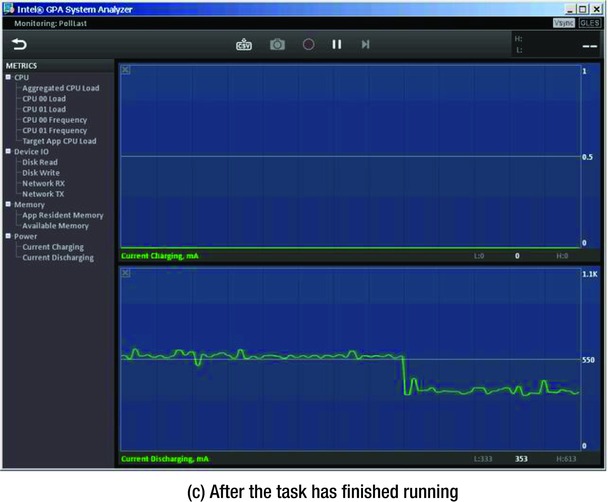 Intel® GPA System Analyzer
Monitoring: PollLast
Vsync GLES
CSV
H:
L:
--
METRICS
CPU
Aggregated CPU Load
CPU 00 Load
CPU 01 Load
CPU 00 Frequency
CPU 01 Frequency
Target App CPU Load
Device IO
Disk Read
Disk Write
Network RX
Network TX
Memory
App Resident Memory
Available Memory
Power
Current Charging
Current Discharging
1
0.5
0
Current Charging, mA L:0 0 H:0
1.1K
550
0
Current Discharging, mA L:333 353 H:613
(c) After the task has finished running